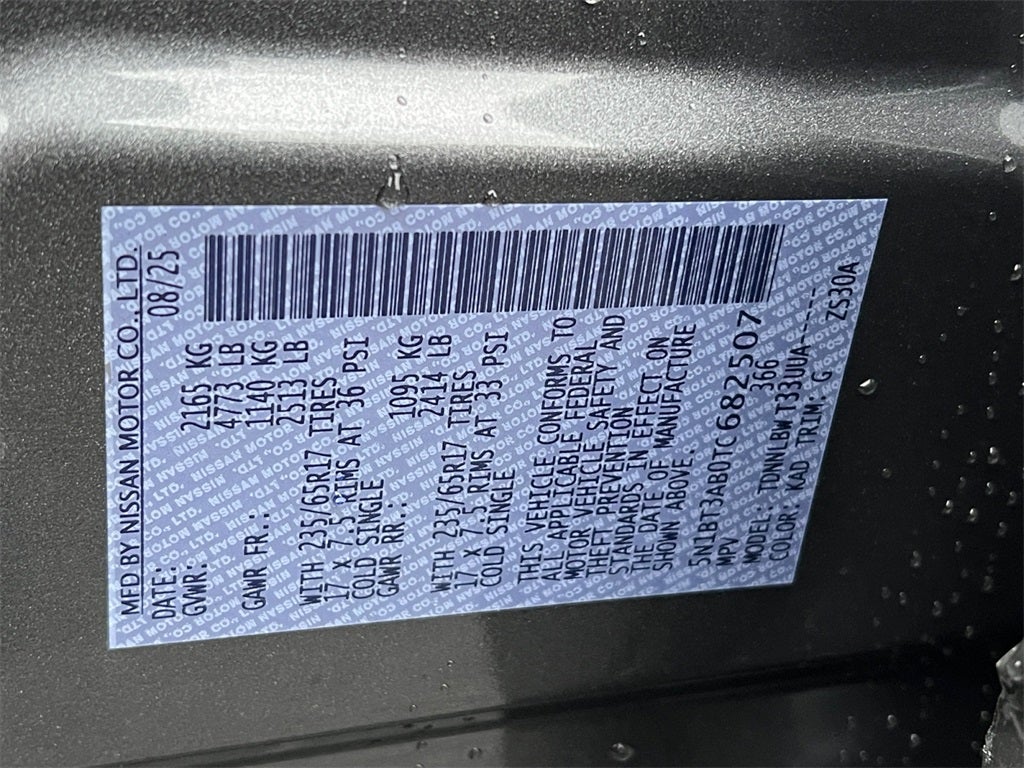 MFD BY NISSAN MOTOR CO., LTD.
DATE: 08/25
GVWR: 2165 KG
4773 LB
GAWR FR.: 1140 KG
2513 LB
WITH 235/65R17 TIRES
17 X 7.5 RIMS AT 36 PSI
COLD SINGLE
GAWR RR.: 1095 KG
2414 LB
WITH 235/65R17 TIRES
17 X 7.5 RIMS AT 33 PSI
COLD SINGLE
THIS VEHICLE CONFORMS TO
ALL APPLICABLE FEDERAL
MOTOR VEHICLE SAFETY AND
THEFT PREVENTION
STANDARDS IN EFFECT ON
THE DATE OF MANUFACTURE
SHOWN ABOVE.
5N1BT3AB0TC682507
MPV 366
MODEL: TDNNLBWT33UUA-----
COLOR: KAD TRIM: G ZS30A